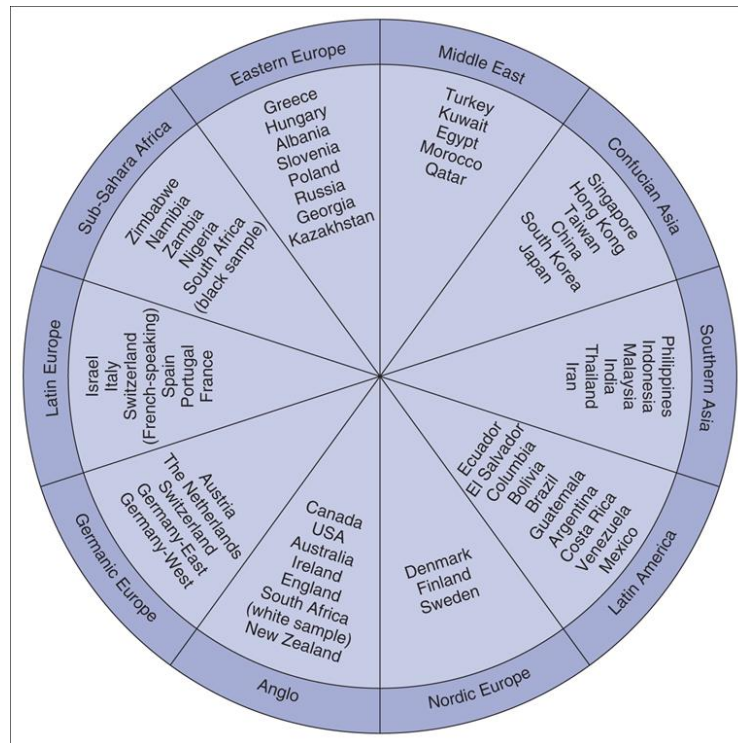 Eastern Europe
Greece
Hungary
Albania
Slovenia
Poland
Russia
Georgia
Kazakhstan
Middle East
Turkey
Kuwait
Egypt
Morocco
Qatar
Confucian Asia
Singapore
Hong Kong
Taiwan
China
South Korea
Japan
Southern Asia
Philippines
Indonesia
Malaysia
India
Thailand
Iran
Latin America
Ecuador
El Salvador
Columbia
Bolivia
Brazil
Guatemala
Argentina
Costa Rica
Venezuela
Mexico
Nordic Europe
Denmark
Finland
Sweden
Anglo
Canada
USA
Australia
Ireland
England
South Africa
(white sample)
New Zealand
Germanic Europe
Austria
The Netherlands
Switzerland
Germany-East
Germany-West
Latin Europe
Israel
Italy
Switzerland
(French-speaking)
Spain
Portugal
France
Sub-Sahara Africa
Zimbabwe
Namibia
Zambia
Nigeria
South Africa
(black sample)